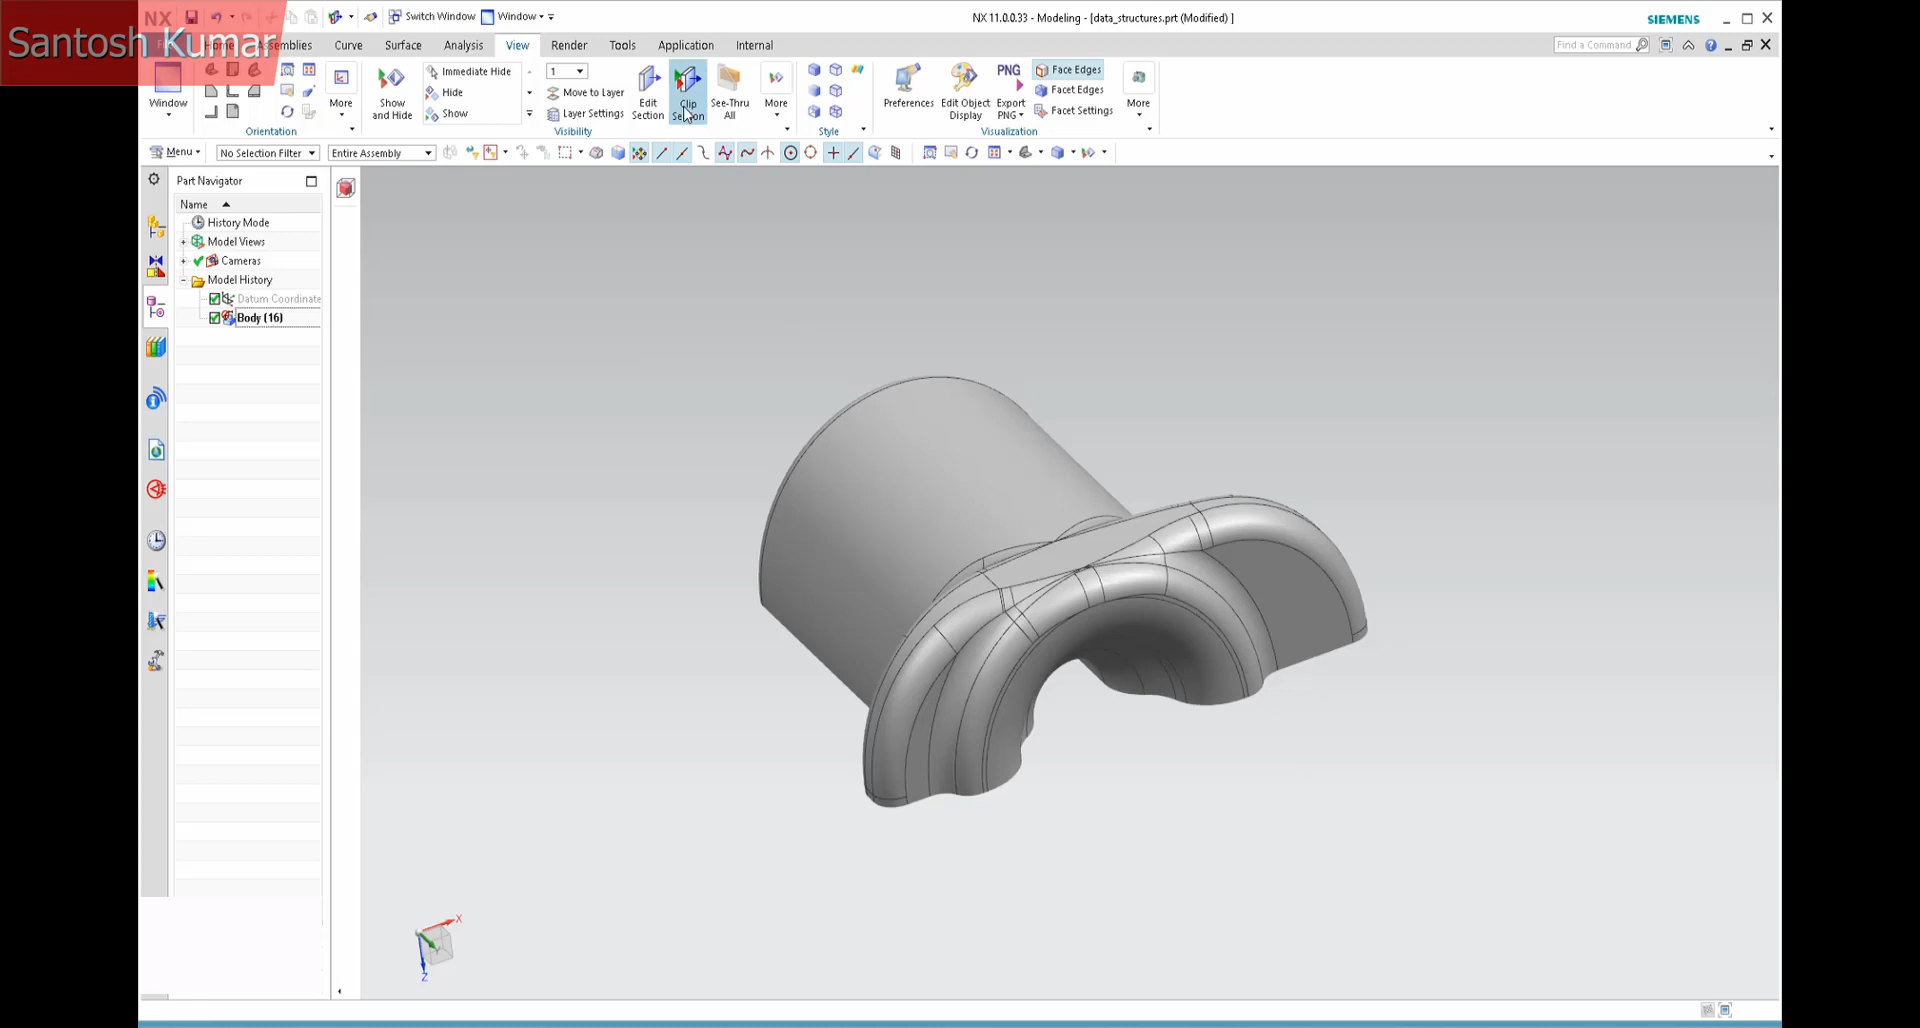 NX
Switch Window
Window
NX 11.0.0.33 - Modeling - [data_structures.prt (Modified) ]
SIEMENS
Santosh Kumar
Home
Assemblies
Curve
Surface
Analysis
View
Render
Tools
Application
Internal
Find a Command
Window
Orientation
More
Show and Hide
Immediate Hide
Hide
Show
1
Move to Layer
Layer Settings
Visibility
Edit Section
Clip Section
See-Thru All
More
Style
Preferences
Edit Object Display
PNG
Export PNG
Face Edges
Facet Edges
Facet Settings
Visualization
More
Menu
No Selection Filter
Entire Assembly
Part Navigator
Name
History Mode
Model Views
Cameras
Model History
Datum Coordinate
Body (16)
X
Z